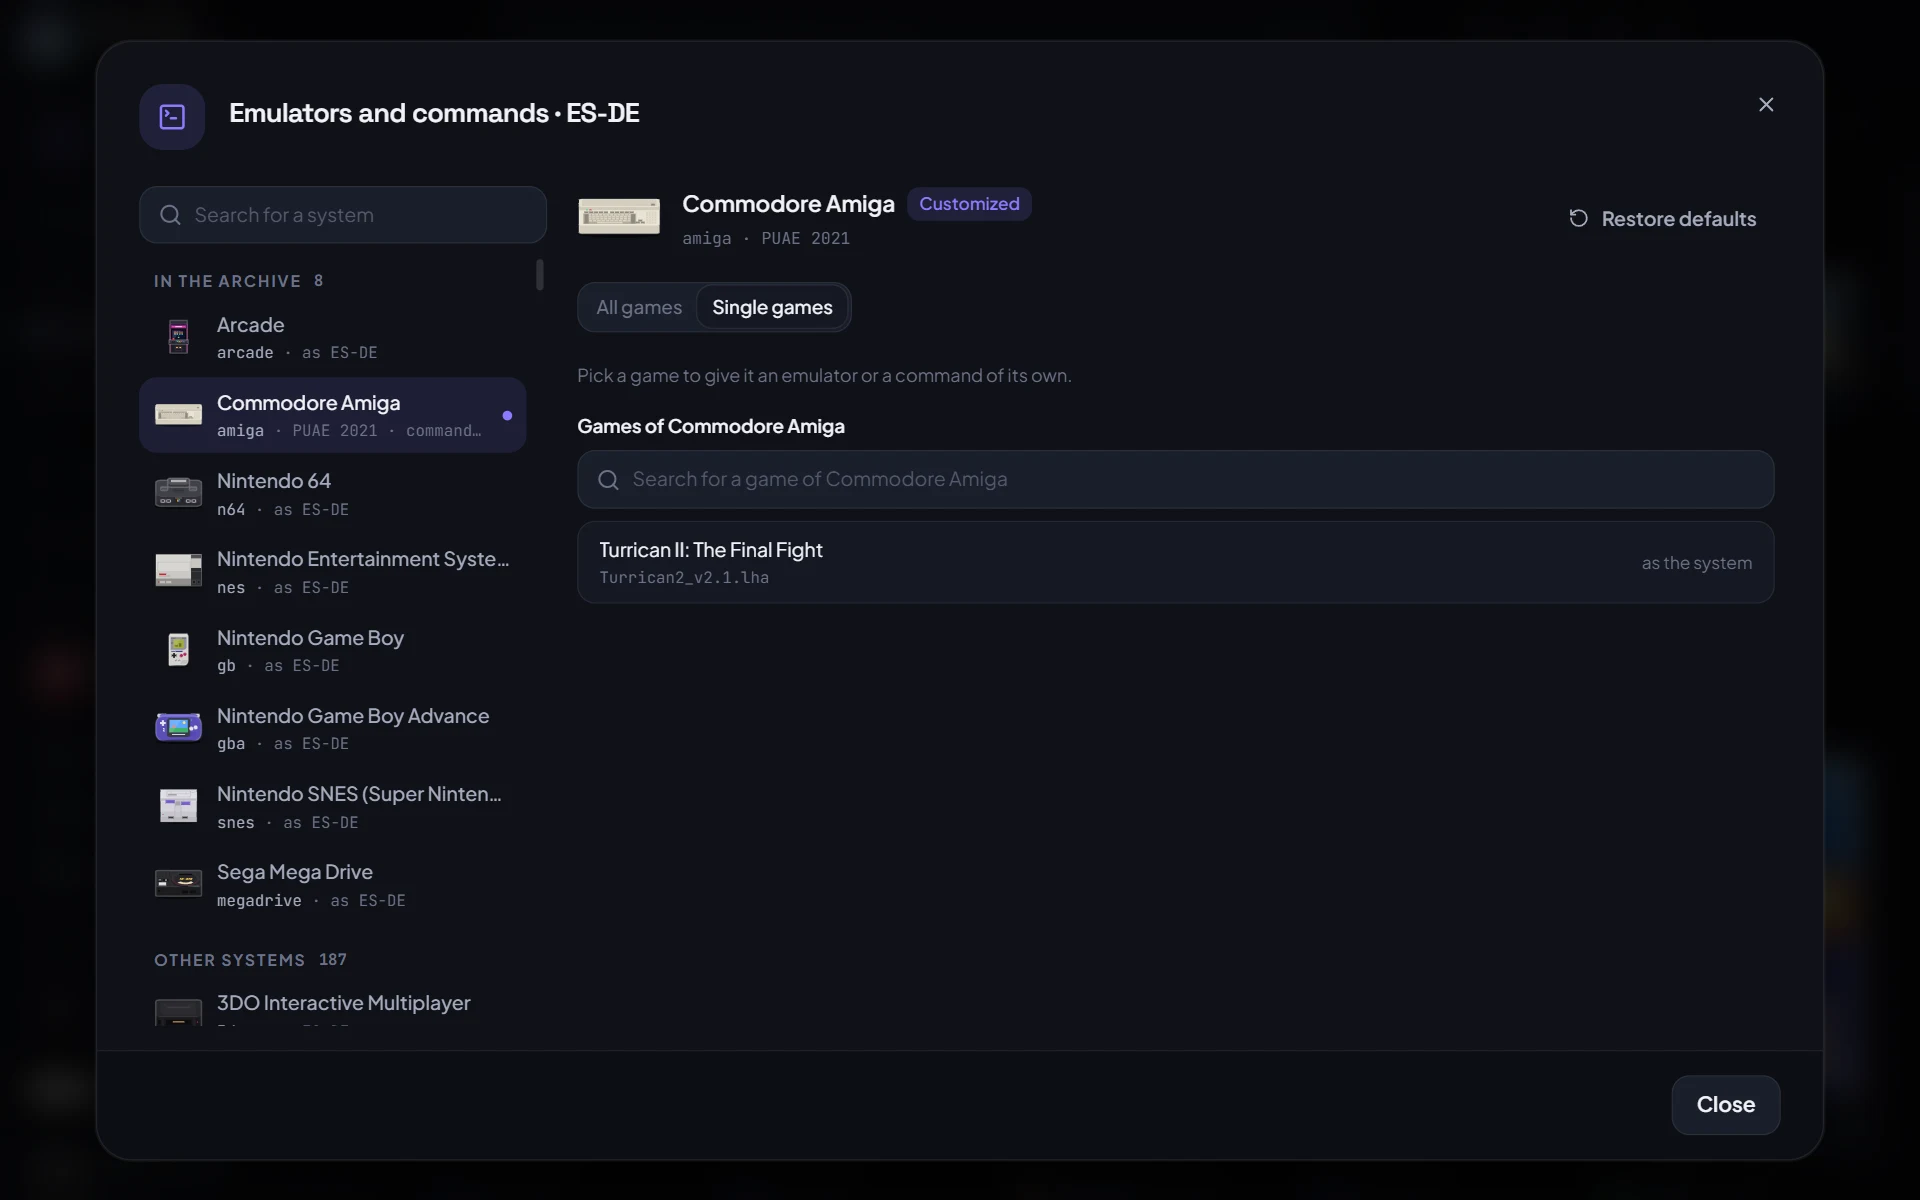 Emulators and commands · ES-DE
Search for a system
IN THE ARCHIVE 8
Arcade
arcade · as ES-DE
Commodore Amiga
amiga · PUAE 2021 · command…
Nintendo 64
n64 · as ES-DE
Nintendo Entertainment Syste…
nes · as ES-DE
Nintendo Game Boy
gb · as ES-DE
Nintendo Game Boy Advance
gba · as ES-DE
Nintendo SNES (Super Ninten…
snes · as ES-DE
Sega Mega Drive
megadrive · as ES-DE
OTHER SYSTEMS 187
3DO Interactive Multiplayer
Commodore Amiga Customized
amiga · PUAE 2021
Restore defaults
All games Single games
Pick a game to give it an emulator or a command of its own.
Games of Commodore Amiga
Search for a game of Commodore Amiga
Turrican II: The Final Fight
Turrican2_v2.1.lha
as the system
Close